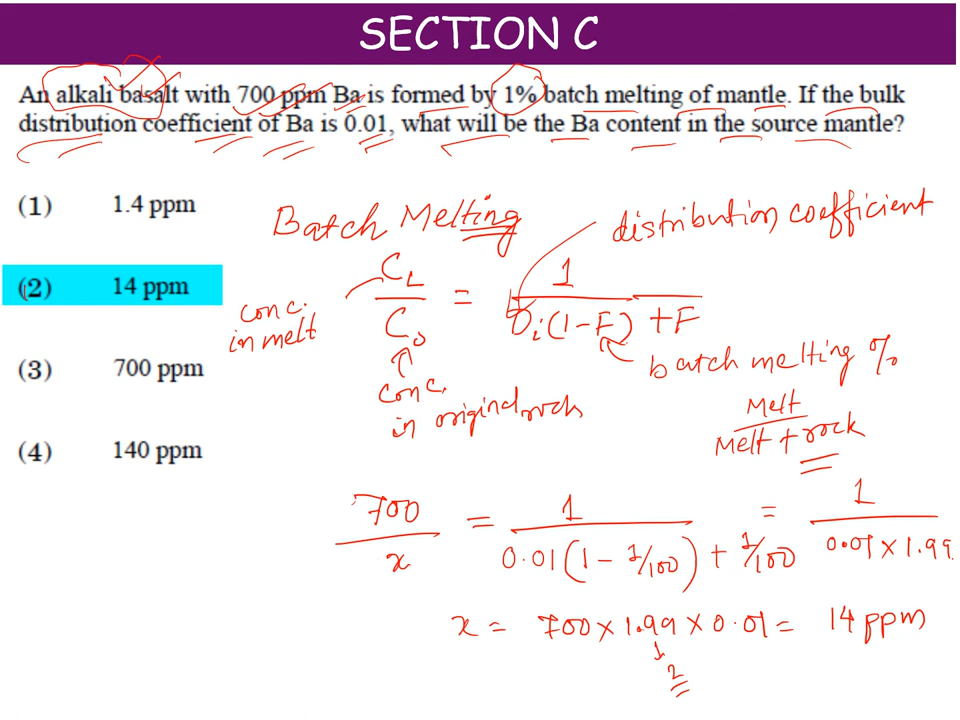 SECTION C
An alkali basalt with 700 ppm Ba is formed by 1% batch melting of mantle. If the bulk
distribution coefficient of Ba is 0.01, what will be the Ba content in the source mantle?
(1) 1.4 ppm
Batch Melting
distribution coefficient
(2) 14 ppm
conc. in melt
C_L / C_o = 1 / D_i (1 - F) + F
batch melting %
(3) 700 ppm
conc. in original rock
Melt / Melt + rock
(4) 140 ppm
700 / x = 1 / 0.01 (1 - 1/100) + 1/100 = 1 / 0.01 × 1.99
x = 700 × 1.99 × 0.01 = 14 ppm
2